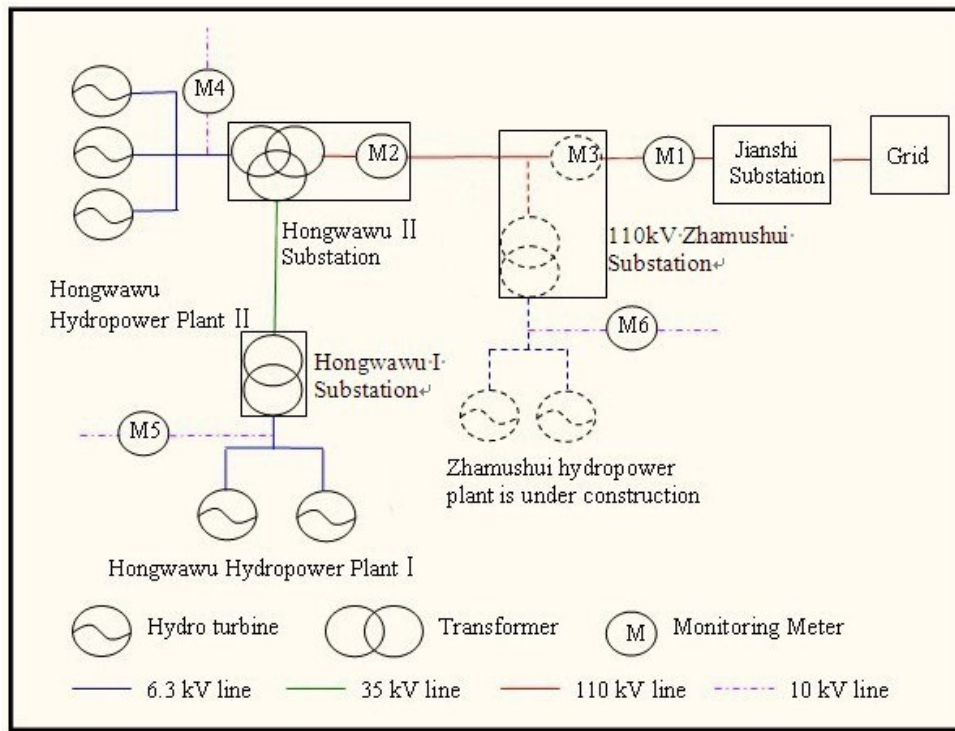 M4
M2
M3
M1
Jianshi
Substation
Grid
Hongwawu Ⅱ
Substation
110kV·Zhamushui·
Substation↵
Hongwawu
Hydropower Plant Ⅱ
M6
Hongwawu·I·
Substation↵
M5
Zhamushui hydropower
plant is under construction
Hongwawu Hydropower Plant Ⅰ
Hydro turbine
Transformer
M
Monitoring Meter
6.3 kV line
35 kV line
110 kV line
10 kV line